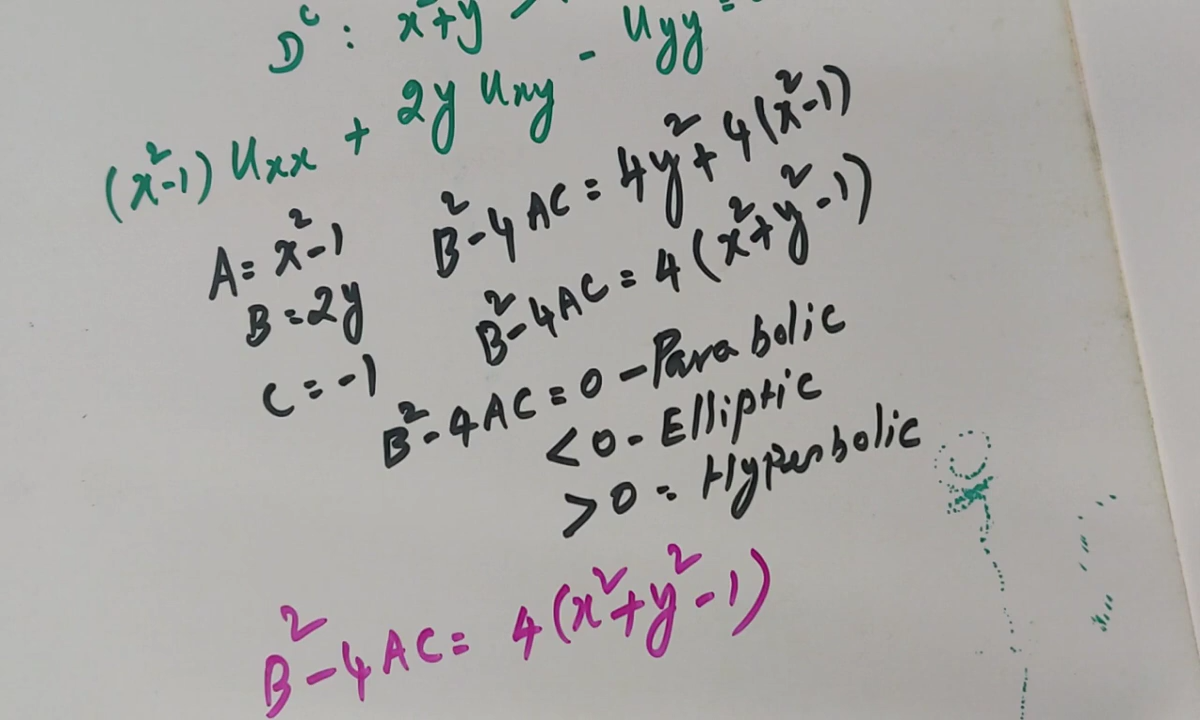 Dᶜ : x²+y
(x²-1) Uxx + 2y Uxy - Uyy =
A = x²-1
B²-4AC = 4y²+4(x²-1)
B = 2y
B²-4AC = 4(x²+y²-1)
C = -1
B²-4AC = 0 - Parabolic
< 0 - Elliptic
> 0 - Hyperbolic
B²-4AC = 4(x²+y²-1)